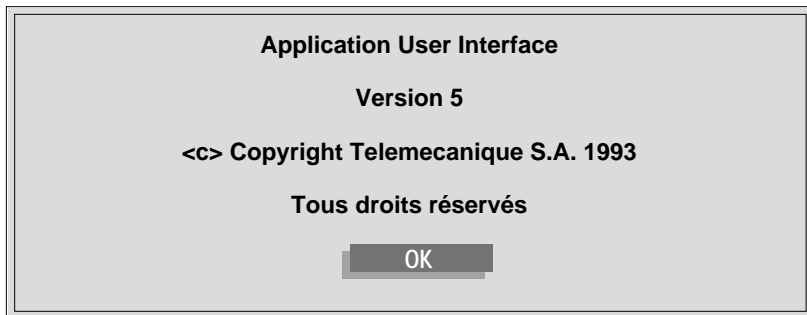 Application User Interface
Version 5
<c> Copyright Telemecanique S.A. 1993
Tous droits réservés
OK